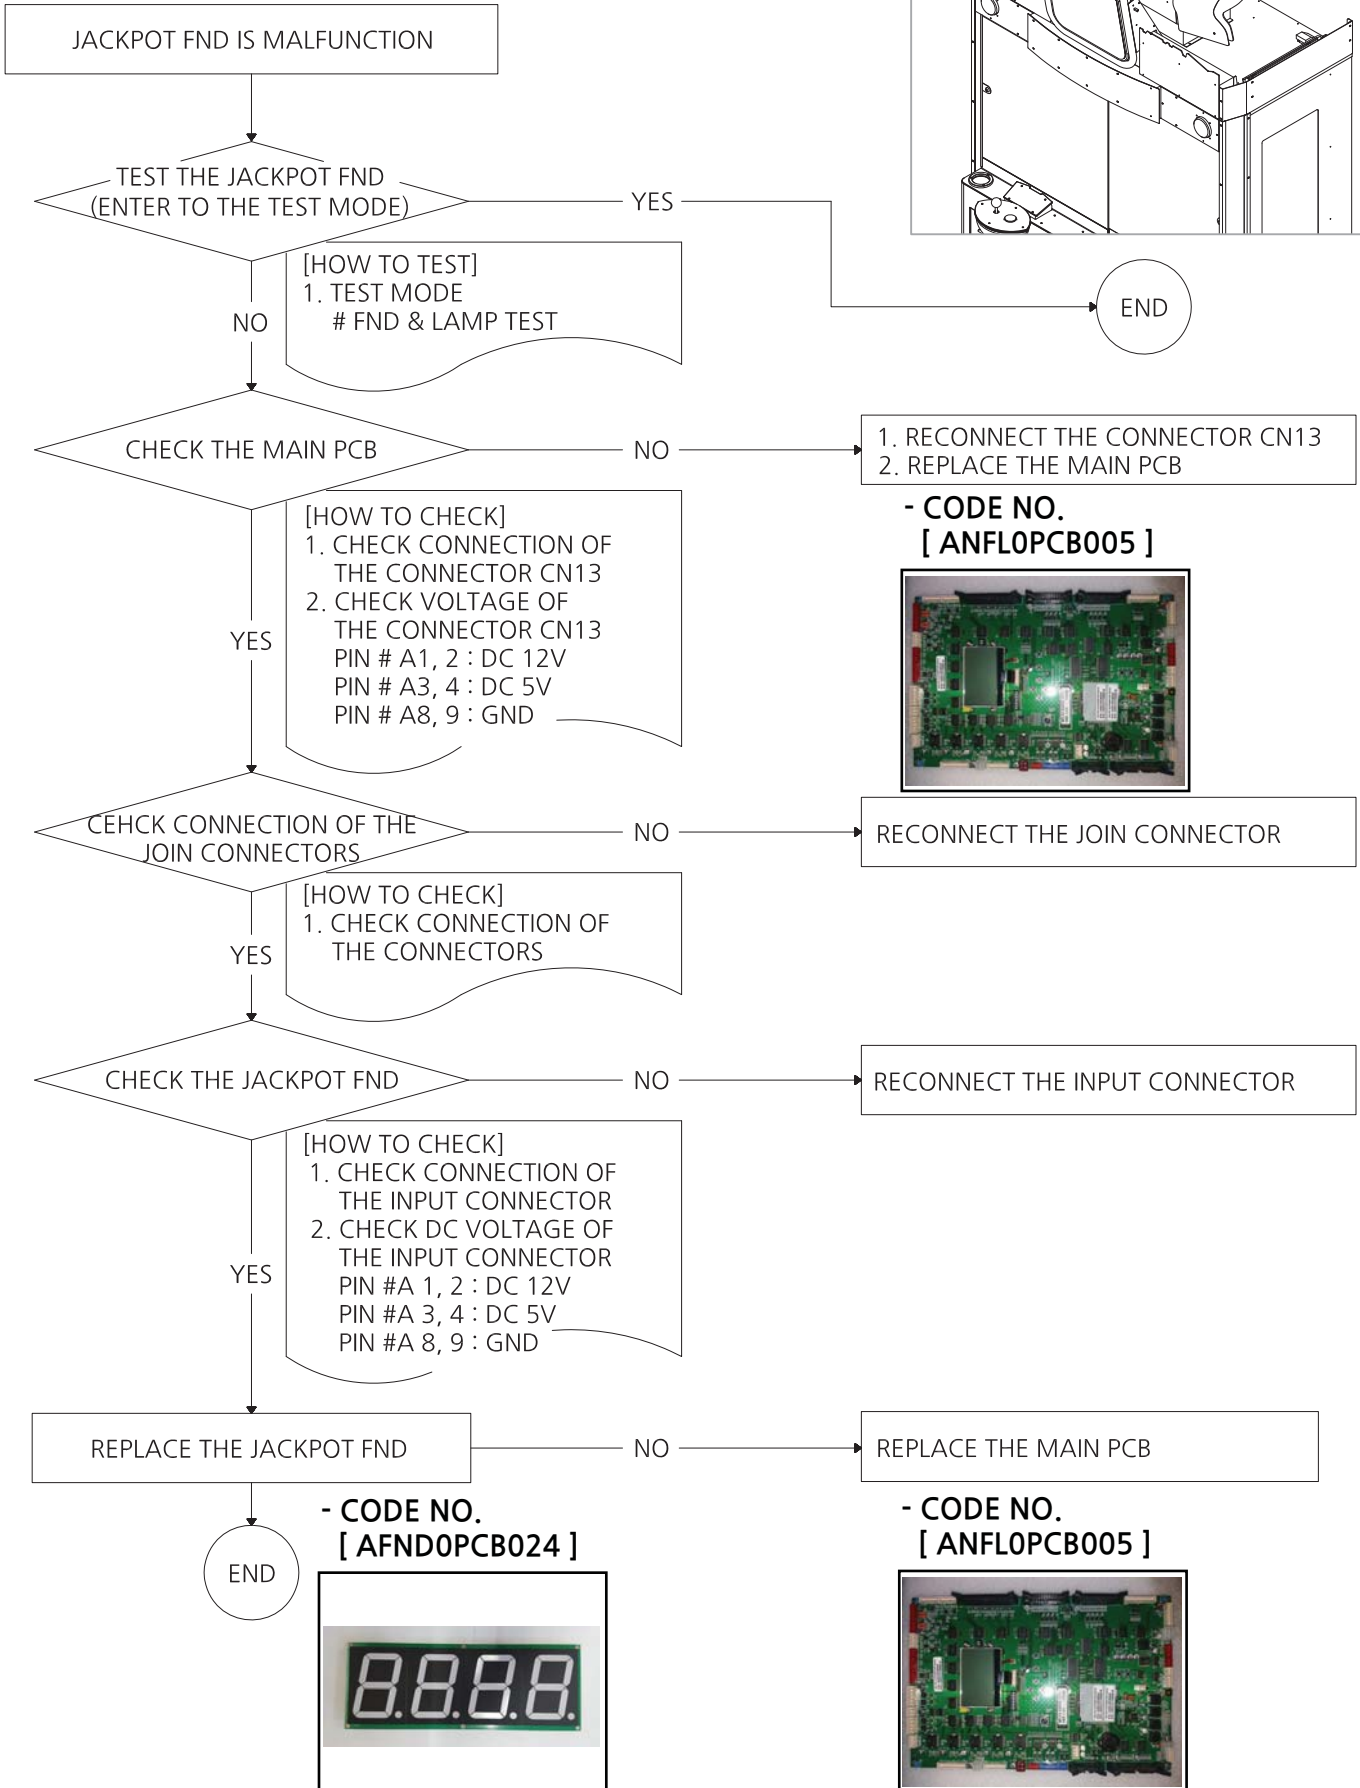 JACKPOT FND IS MALFUNCTION
TEST THE JACKPOT FND
(ENTER TO THE TEST MODE)
YES
END
[HOW TO TEST]
1. TEST MODE
# FND & LAMP TEST
NO
CHECK THE MAIN PCB
NO
1. RECONNECT THE CONNECTOR CN13
2. REPLACE THE MAIN PCB
- CODE NO.
[ ANFL0PCB005 ]
[HOW TO CHECK]
1. CHECK CONNECTION OF
THE CONNECTOR CN13
2. CHECK VOLTAGE OF
THE CONNECTOR CN13
PIN # A1, 2 : DC 12V
PIN # A3, 4 : DC 5V
PIN # A8, 9 : GND
YES
CEHCK CONNECTION OF THE
JOIN CONNECTORS
NO
RECONNECT THE JOIN CONNECTOR
[HOW TO CHECK]
1. CHECK CONNECTION OF
THE CONNECTORS
YES
CHECK THE JACKPOT FND
NO
RECONNECT THE INPUT CONNECTOR
[HOW TO CHECK]
1. CHECK CONNECTION OF
THE INPUT CONNECTOR
2. CHECK DC VOLTAGE OF
THE INPUT CONNECTOR
PIN #A 1, 2 : DC 12V
PIN #A 3, 4 : DC 5V
PIN #A 8, 9 : GND
YES
REPLACE THE JACKPOT FND
NO
REPLACE THE MAIN PCB
- CODE NO.
[ AFND0PCB024 ]
- CODE NO.
[ ANFL0PCB005 ]
END
8.8.8.8.